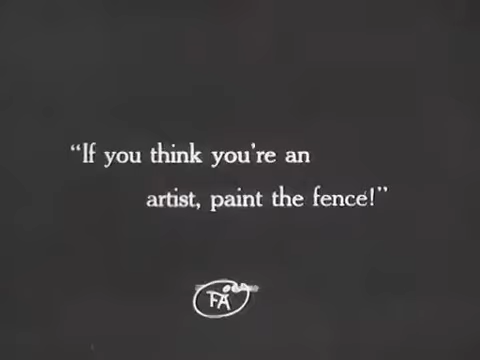 “If you think you’re an
artist, paint the fence!”
FA